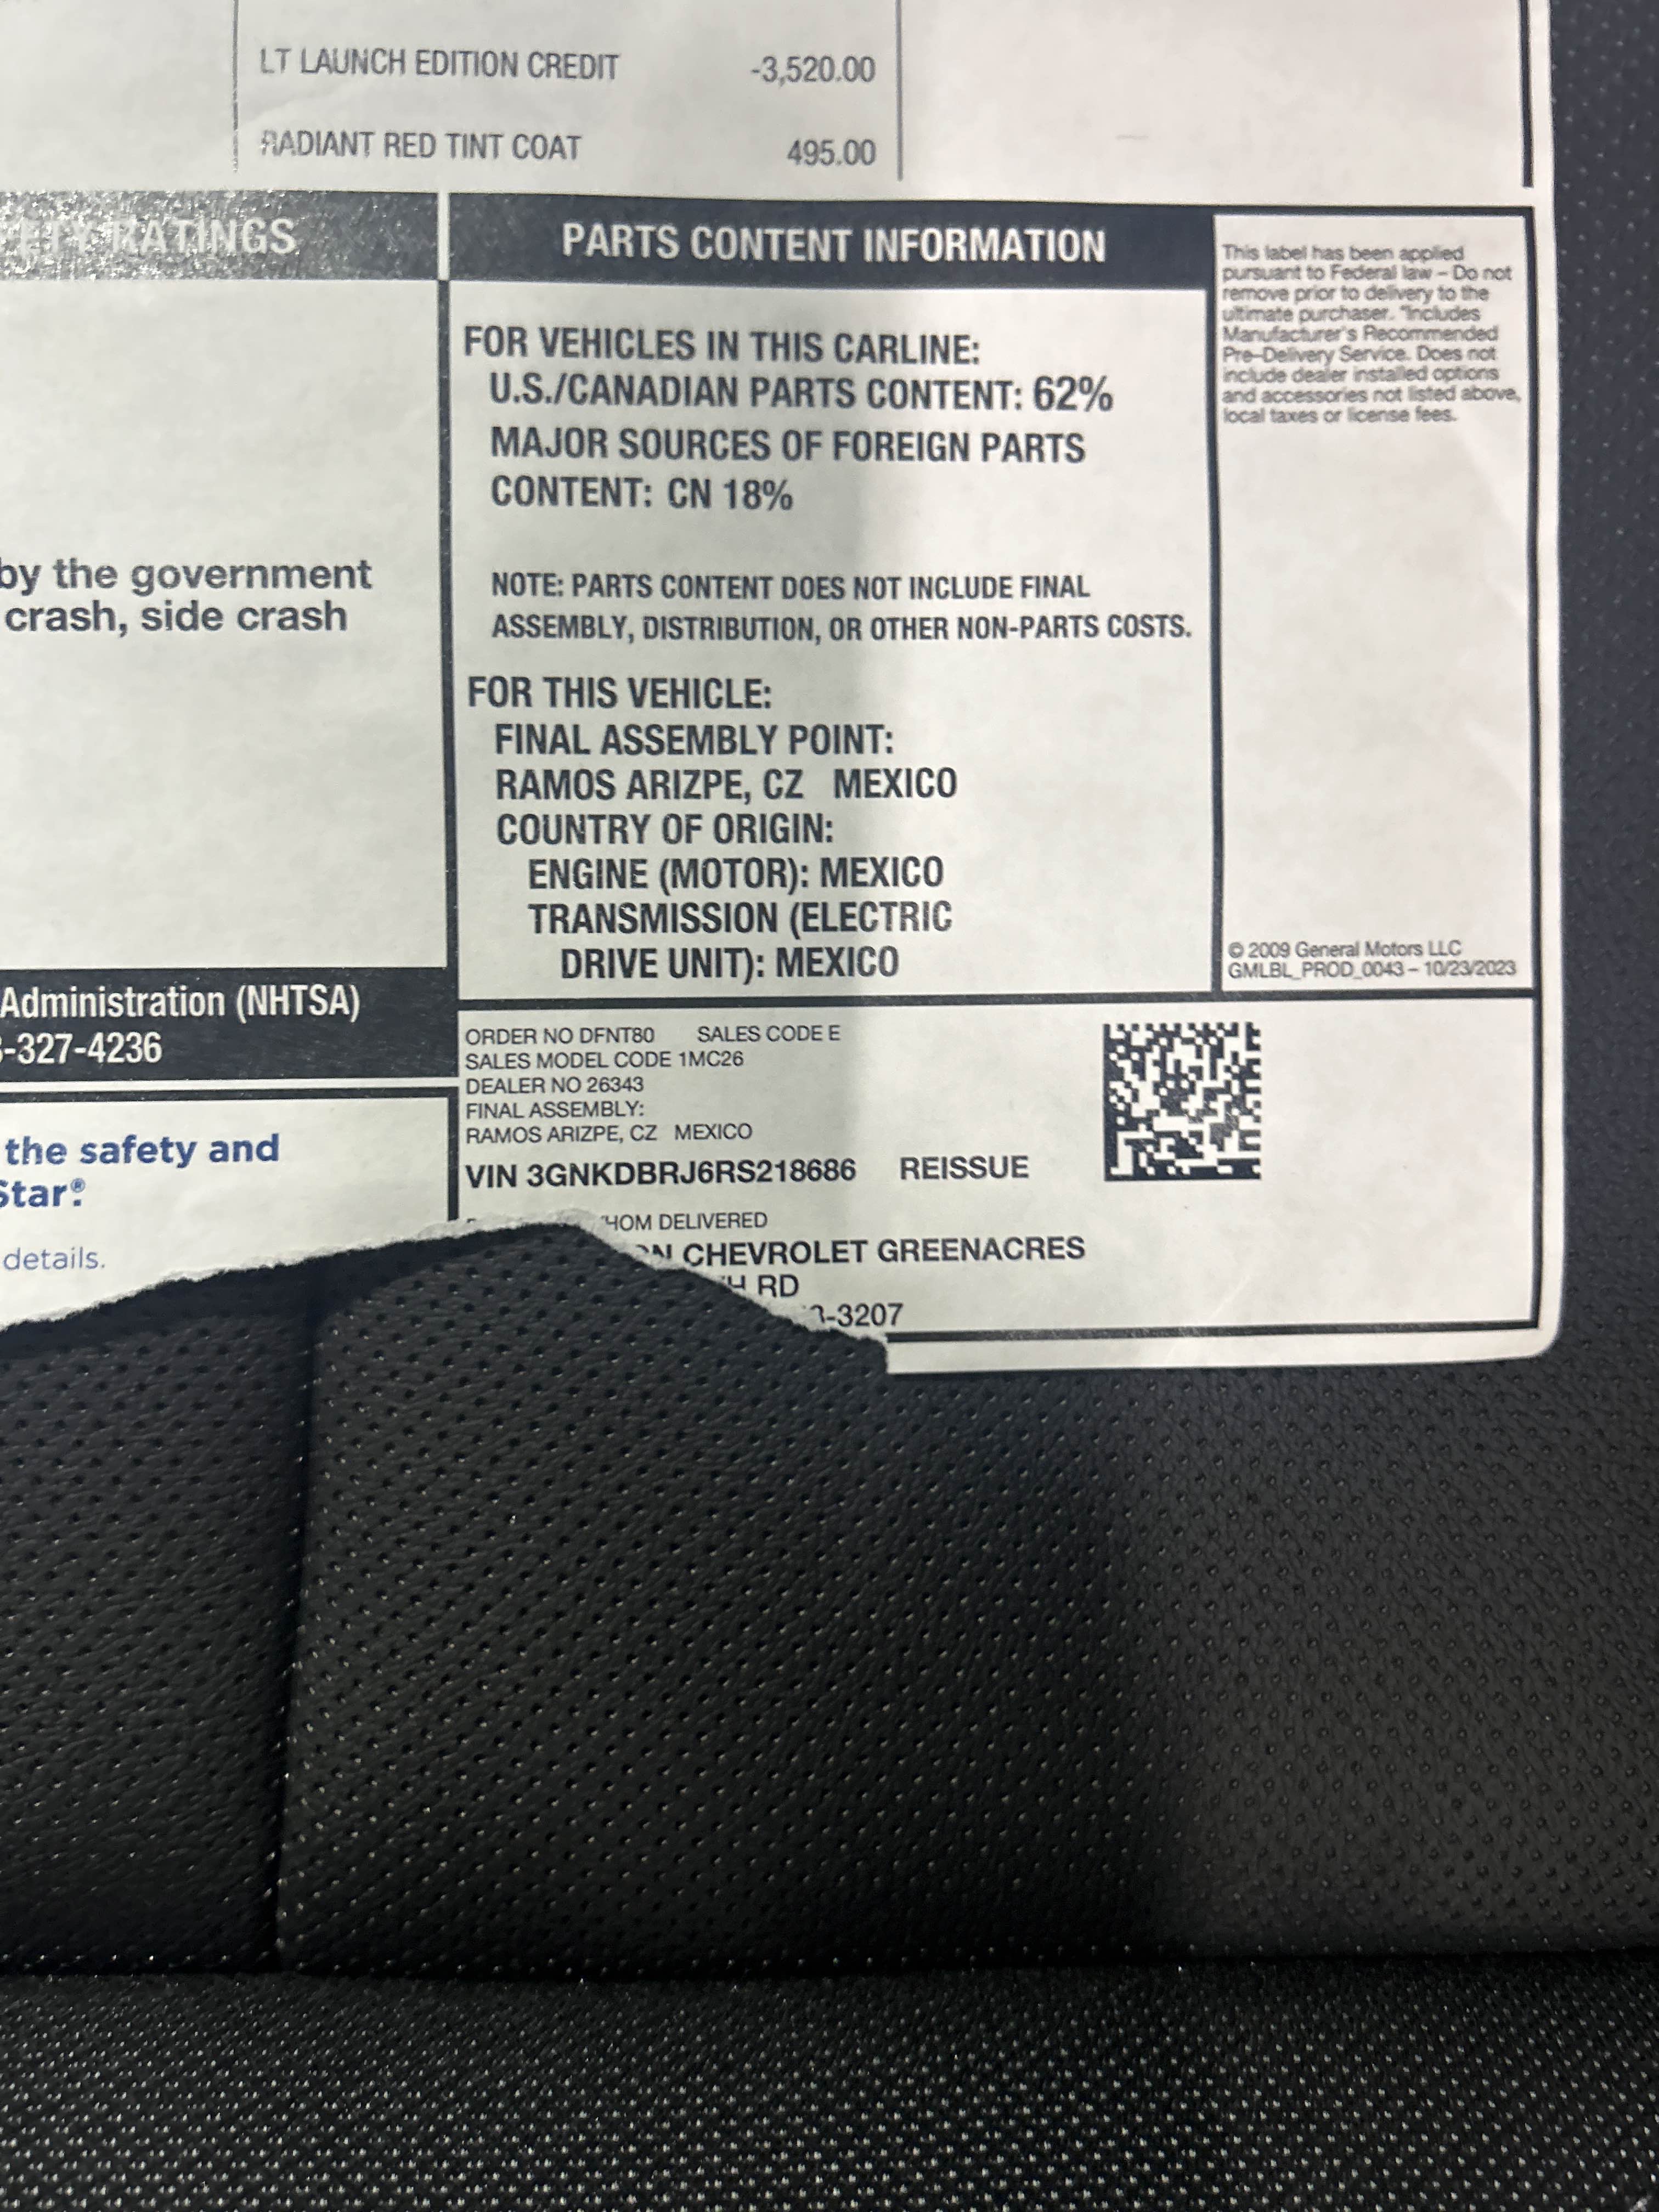 LT LAUNCH EDITION CREDIT -3,520.00
RADIANT RED TINT COAT 495.00
RATINGS
by the government
crash, side crash
Administration (NHTSA)
-327-4236
the safety and
Star®
details.
PARTS CONTENT INFORMATION
FOR VEHICLES IN THIS CARLINE:
U.S./CANADIAN PARTS CONTENT: 62%
MAJOR SOURCES OF FOREIGN PARTS
CONTENT: CN 18%
NOTE: PARTS CONTENT DOES NOT INCLUDE FINAL
ASSEMBLY, DISTRIBUTION, OR OTHER NON-PARTS COSTS.
FOR THIS VEHICLE:
FINAL ASSEMBLY POINT:
RAMOS ARIZPE, CZ MEXICO
COUNTRY OF ORIGIN:
ENGINE (MOTOR): MEXICO
TRANSMISSION (ELECTRIC
DRIVE UNIT): MEXICO
This label has been applied
pursuant to Federal law – Do not
remove prior to delivery to the
ultimate purchaser. *Includes
Manufacturer's Recommended
Pre-Delivery Service. Does not
include dealer installed options
and accessories not listed above,
local taxes or license fees.
© 2009 General Motors LLC
GMLBL_PROD_0043 – 10/23/2023
ORDER NO DFNT80 SALES CODE E
SALES MODEL CODE 1MC26
DEALER NO 26343
FINAL ASSEMBLY:
RAMOS ARIZPE, CZ MEXICO
VIN 3GNKDBRJ6RS218686 REISSUE
HOM DELIVERED
ON CHEVROLET GREENACRES
H RD
-3207